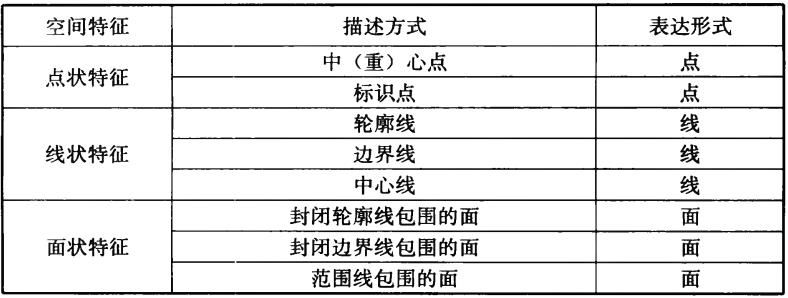 空间特征 描述方式 表达形式
点状特征 中（重）心点 点
标识点 点
线状特征 轮廓线 线
边界线 线
中心线 线
面状特征 封闭轮廓线包围的面 面
封闭边界线包围的面 面
范围线包围的面 面